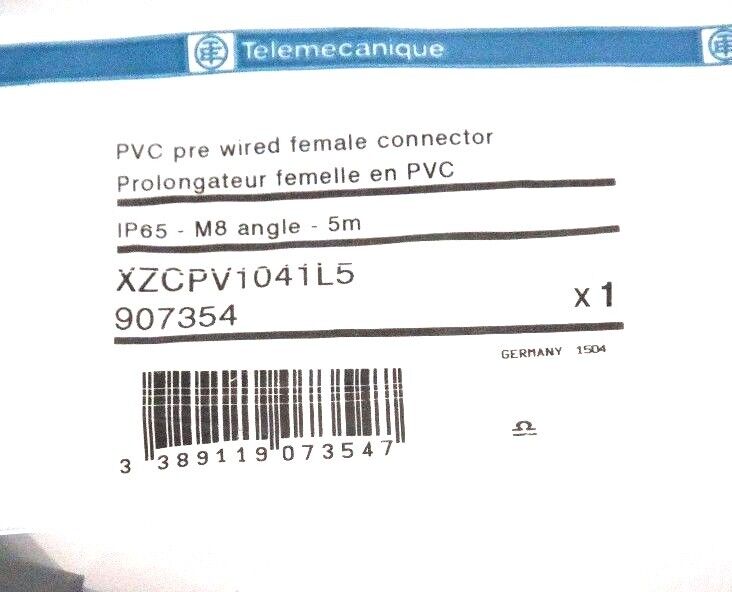 Telemecanique
PVC pre wired female connector
Prolongateur femelle en PVC
IP65 - M8 angle - 5m
XZCPV1041L5
907354
x 1
GERMANY 1504
3 389119 073547